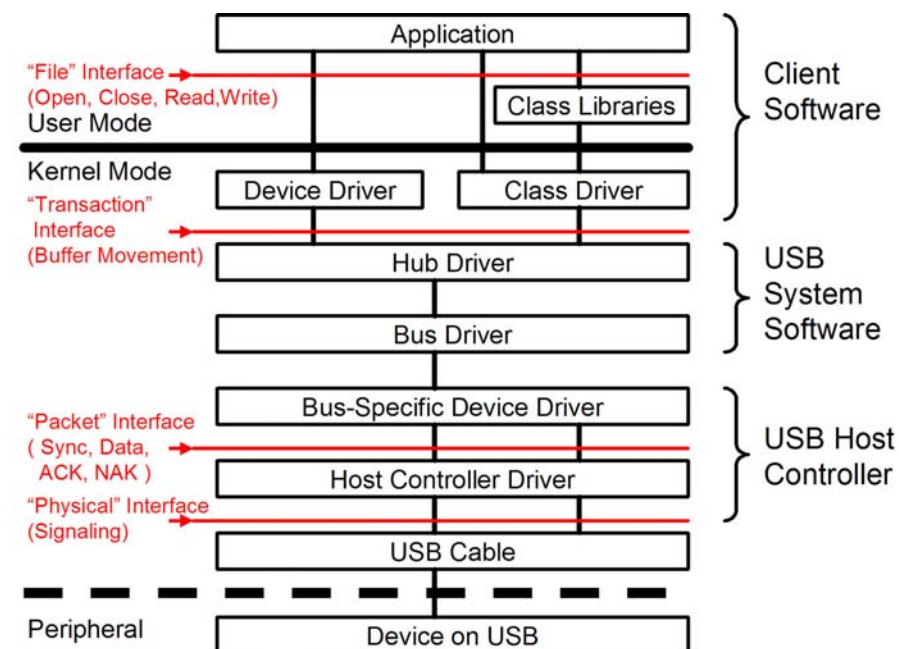 Application
“File” Interface
(Open, Close, Read,Write)
Client
Software
Class Libraries
User Mode
Kernel Mode
Device Driver
Class Driver
“Transaction”
Interface
(Buffer Movement)
Hub Driver
USB
System
Software
Bus Driver
Bus-Specific Device Driver
“Packet” Interface
( Sync, Data,
ACK, NAK )
USB Host
Controller
Host Controller Driver
“Physical” Interface
(Signaling)
USB Cable
Peripheral
Device on USB